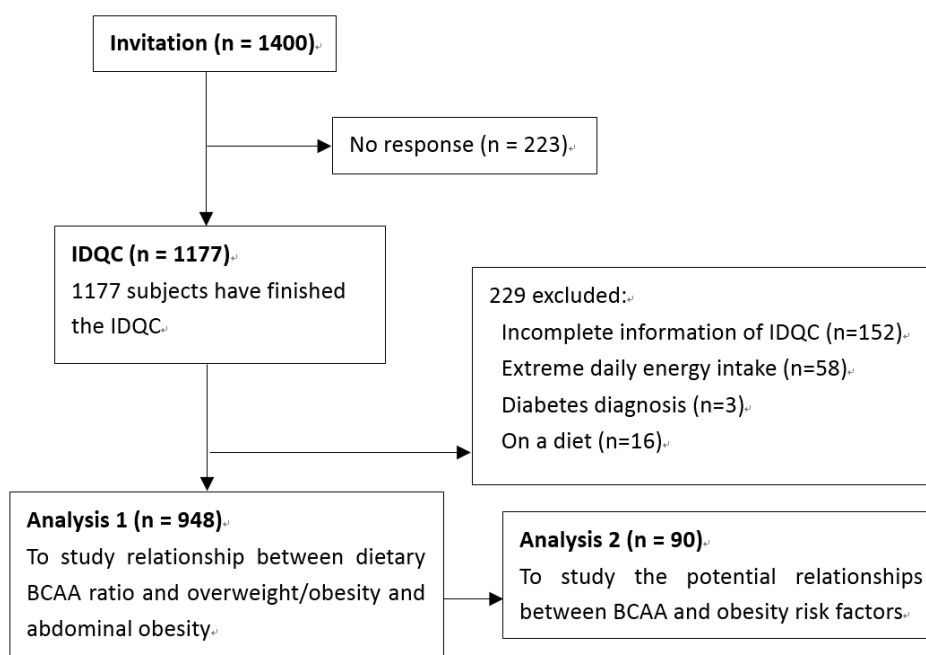 Invitation (n = 1400)
No response (n = 223)
IDQC (n = 1177)
1177 subjects have finished
the IDQC
229 excluded:
Incomplete information of IDQC (n=152)
Extreme daily energy intake (n=58)
Diabetes diagnosis (n=3)
On a diet (n=16)
Analysis 1 (n = 948)
To study relationship between dietary
BCAA ratio and overweight/obesity and
abdominal obesity
Analysis 2 (n = 90)
To study the potential relationships
between BCAA and obesity risk factors